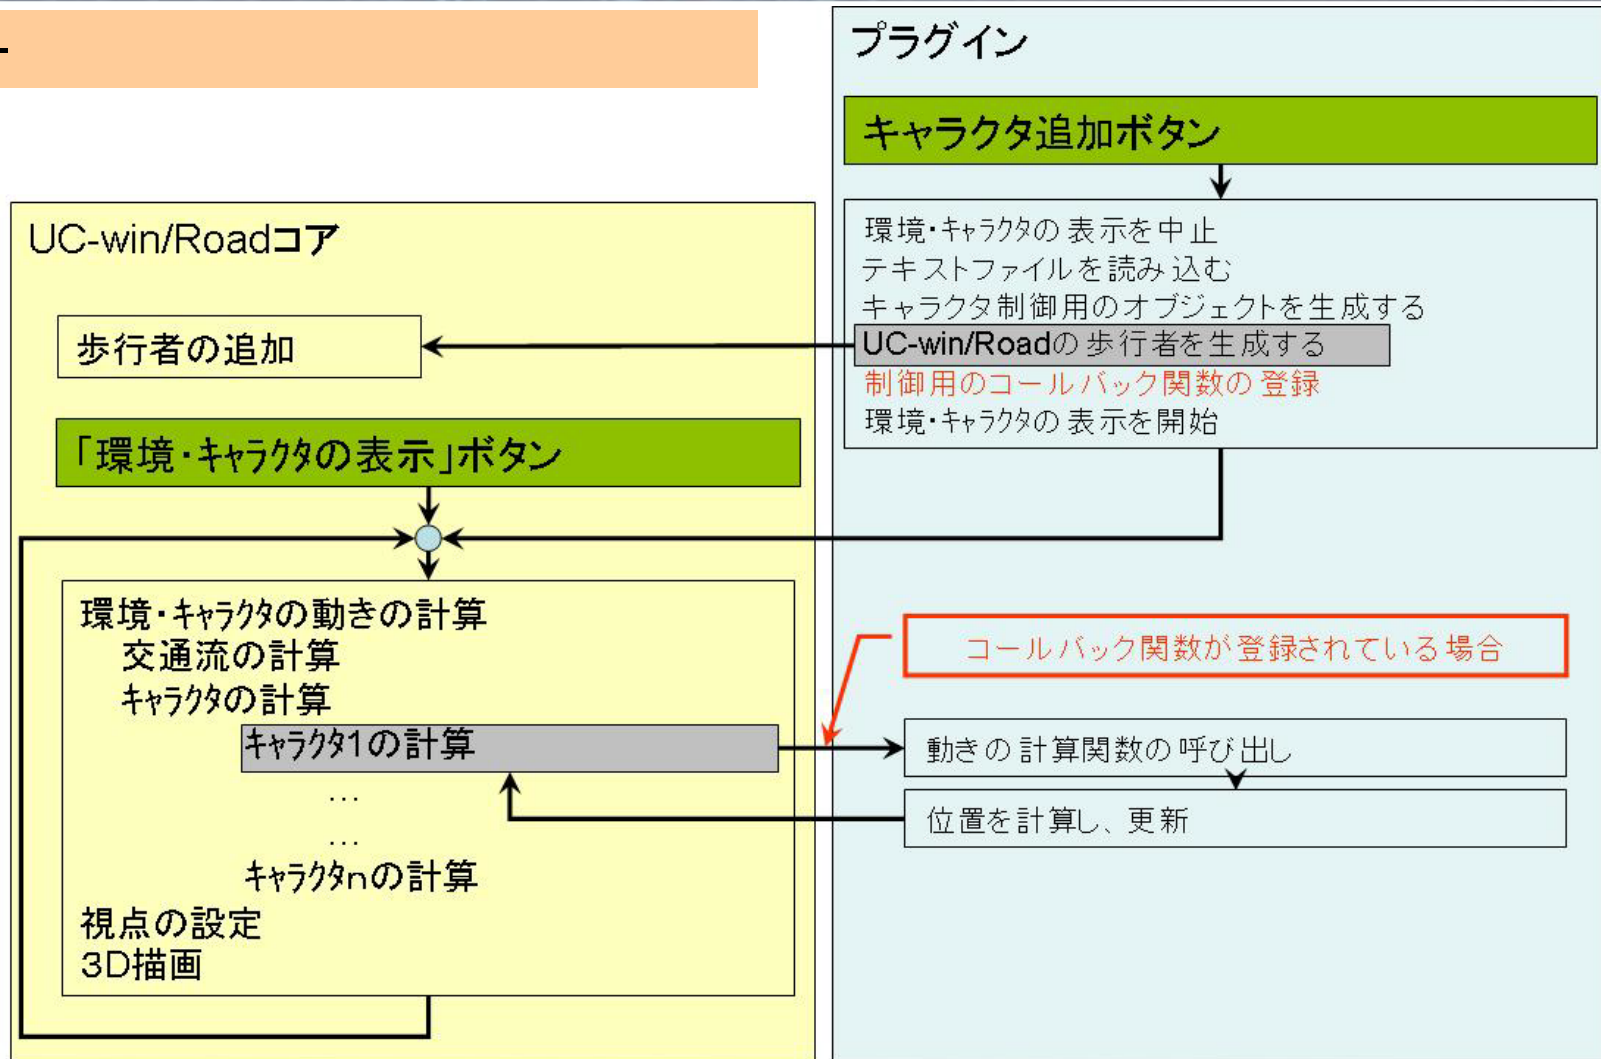 プラグイン
キャラクタ追加ボタン
環境・キャラクタの表示を中止
テキストファイルを読み込む
キャラクタ制御用のオブジェクトを生成する
UC-win/Roadの歩行者を生成する
制御用のコールバック関数の登録
環境・キャラクタの表示を開始
UC-win/Roadコア
歩行者の追加
「環境・ｷｬﾗｸﾀの表示」ボタン
環境・ｷｬﾗｸﾀの動きの計算
交通流の計算
ｷｬﾗｸﾀの計算
ｷｬﾗｸﾀ1の計算
...
...
ｷｬﾗｸﾀnの計算
視点の設定
3D描画
コールバック関数が登録されている場合
動きの計算関数の呼び出し
位置を計算し、更新